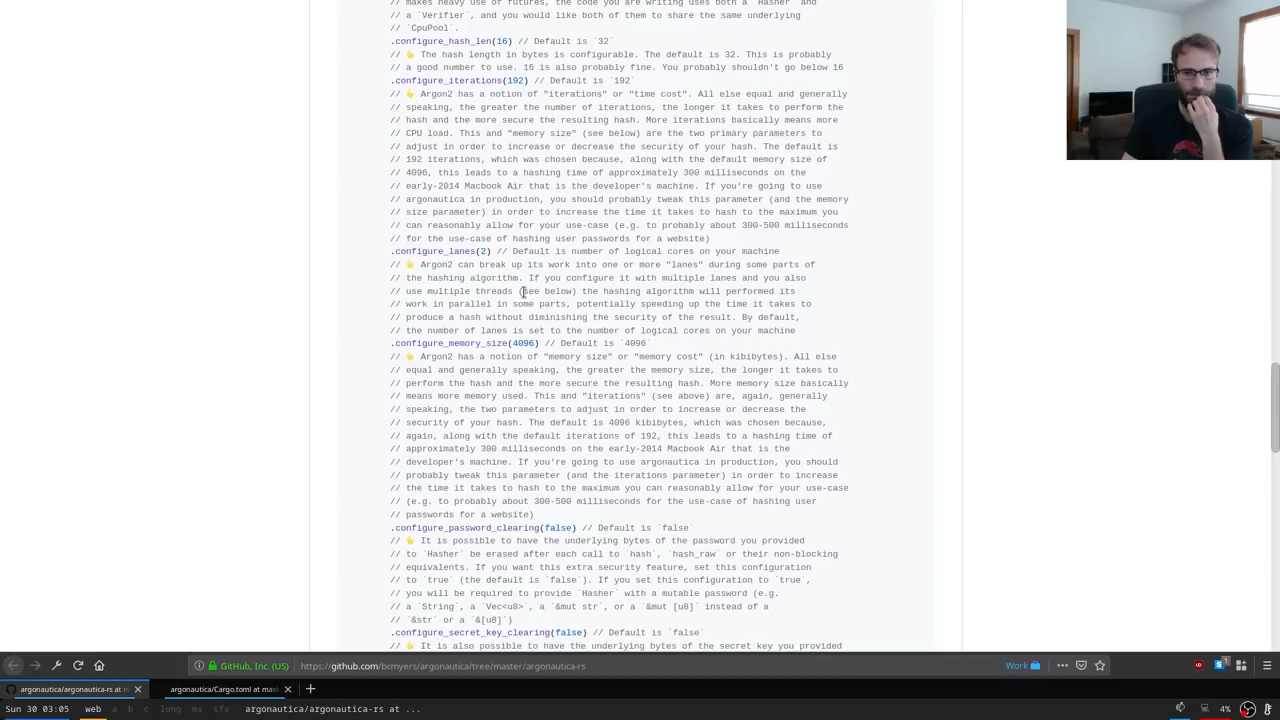 // makes heavy use of futures, the code you are writing uses both a `Hasher` and
// a `Verifier`, and you would like both of them to share the same underlying
// `CpuPool`.
.configure_hash_len(16) // Default is `32`
// 👆 The hash length in bytes is configurable. The default is 32. This is probably
// a good number to use. 16 is also probably fine. You probably shouldn't go below 16
.configure_iterations(192) // Default is `192`
// 👆 Argon2 has a notion of "iterations" or "time cost". All else equal and generally
// speaking, the greater the number of iterations, the longer it takes to perform the
// hash and the more secure the resulting hash. More iterations basically means more
// CPU load. This and "memory size" (see below) are the two primary parameters to
// adjust in order to increase or decrease the security of your hash. The default is
// 192 iterations, which was chosen because, along with the default memory size of
// 4096, this leads to a hashing time of approximately 300 milliseconds on the
// early-2014 Macbook Air that is the developer's machine. If you're going to use
// argonautica in production, you should probably tweak this parameter (and the memory
// size parameter) in order to increase the time it takes to hash to the maximum you
// can reasonably allow for your use-case (e.g. to probably about 300-500 milliseconds
// for the use-case of hashing user passwords for a website)
.configure_lanes(2) // Default is number of logical cores on your machine
// 👆 Argon2 can break up its work into one or more "lanes" during some parts of
// the hashing algorithm. If you configure it with multiple lanes and you also
// use multiple threads (see below) the hashing algorithm will performed its
// work in parallel in some parts, potentially speeding up the time it takes to
// produce a hash without diminishing the security of the result. By default,
// the number of lanes is set to the number of logical cores on your machine
.configure_memory_size(4096) // Default is `4096`
// 👆 Argon2 has a notion of "memory size" or "memory cost" (in kibibytes). All else
// equal and generally speaking, the greater the memory size, the longer it takes to
// perform the hash and the more secure the resulting hash. More memory size basically
// means more memory used. This and "iterations" (see above) are, again, generally
// speaking, the two parameters to adjust in order to increase or decrease the
// security of your hash. The default is 4096 kibibytes, which was chosen because,
// again, along with the default iterations of 192, this leads to a hashing time of
// approximately 300 milliseconds on the early-2014 Macbook Air that is the
// developer's machine. If you're going to use argonautica in production, you should
// probably tweak this parameter (and the iterations parameter) in order to increase
// the time it takes to hash to the maximum you can reasonably allow for your use-case
// (e.g. to probably about 300-500 milliseconds for the use-case of hashing user
// passwords for a website)
.configure_password_clearing(false) // Default is `false`
// 👆 It is possible to have the underlying bytes of the password you provided
// to `Hasher` be erased after each call to `hash`, `hash_raw` or their non-blocking
// equivalents. If you want this extra security feature, set this configuration
// to `true` (the default is `false`). If you set this configuration to `true`,
// you will be required to provide `Hasher` with a mutable password (e.g.
// a `String`, a `Vec<u8>`, a `&mut str`, or a `&mut [u8]` instead of a
// `&str` or a `&[u8]`)
.configure_secret_key_clearing(false) // Default is `false`
// 👆 It is also possible to have the underlying bytes of the secret key you provided
GitHub, Inc. (US) https://github.com/bcmyers/argonautica/tree/master/argonautica-rs Work
argonautica/argonautica-rs at m argonautica/Cargo.toml at mas
Sun 30 03:05 web a b c long mx sfx argonautica/argonautica-rs at ... 4%